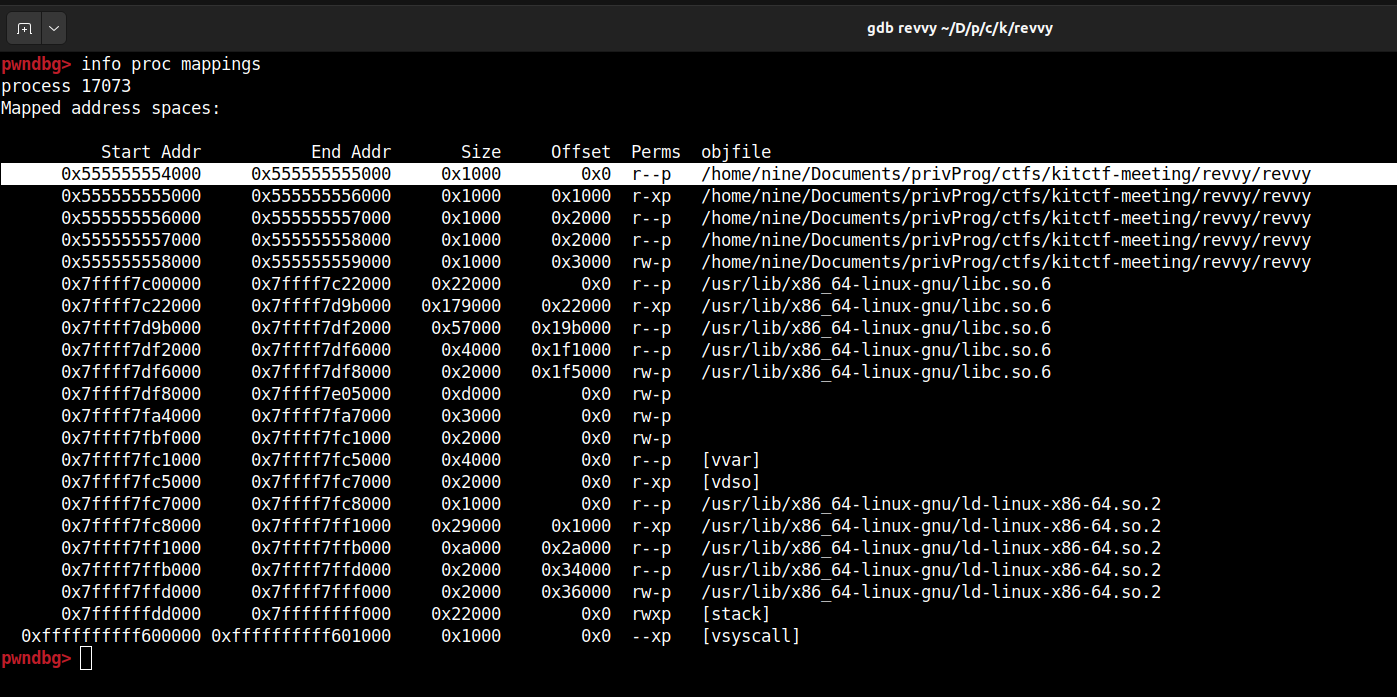 gdb revvy ~/D/p/c/k/revvy
pwndbg> info proc mappings
process 17073
Mapped address spaces:
Start Addr End Addr Size Offset Perms objfile
0x555555554000 0x555555555000 0x1000 0x0 r--p /home/nine/Documents/privProg/ctfs/kitctf-meeting/revvy/revvy
0x555555555000 0x555555556000 0x1000 0x1000 r-xp /home/nine/Documents/privProg/ctfs/kitctf-meeting/revvy/revvy
0x555555556000 0x555555557000 0x1000 0x2000 r--p /home/nine/Documents/privProg/ctfs/kitctf-meeting/revvy/revvy
0x555555557000 0x555555558000 0x1000 0x2000 r--p /home/nine/Documents/privProg/ctfs/kitctf-meeting/revvy/revvy
0x555555558000 0x555555559000 0x1000 0x3000 rw-p /home/nine/Documents/privProg/ctfs/kitctf-meeting/revvy/revvy
0x7ffff7c00000 0x7ffff7c22000 0x22000 0x0 r--p /usr/lib/x86_64-linux-gnu/libc.so.6
0x7ffff7c22000 0x7ffff7d9b000 0x179000 0x22000 r-xp /usr/lib/x86_64-linux-gnu/libc.so.6
0x7ffff7d9b000 0x7ffff7df2000 0x57000 0x19b000 r--p /usr/lib/x86_64-linux-gnu/libc.so.6
0x7ffff7df2000 0x7ffff7df6000 0x4000 0x1f1000 r--p /usr/lib/x86_64-linux-gnu/libc.so.6
0x7ffff7df6000 0x7ffff7df8000 0x2000 0x1f5000 rw-p /usr/lib/x86_64-linux-gnu/libc.so.6
0x7ffff7df8000 0x7ffff7e05000 0xd000 0x0 rw-p
0x7ffff7fa4000 0x7ffff7fa7000 0x3000 0x0 rw-p
0x7ffff7fbf000 0x7ffff7fc1000 0x2000 0x0 rw-p
0x7ffff7fc1000 0x7ffff7fc5000 0x4000 0x0 r--p [vvar]
0x7ffff7fc5000 0x7ffff7fc7000 0x2000 0x0 r-xp [vdso]
0x7ffff7fc7000 0x7ffff7fc8000 0x1000 0x0 r--p /usr/lib/x86_64-linux-gnu/ld-linux-x86-64.so.2
0x7ffff7fc8000 0x7ffff7ff1000 0x29000 0x1000 r-xp /usr/lib/x86_64-linux-gnu/ld-linux-x86-64.so.2
0x7ffff7ff1000 0x7ffff7ffb000 0xa000 0x2a000 r--p /usr/lib/x86_64-linux-gnu/ld-linux-x86-64.so.2
0x7ffff7ffb000 0x7ffff7ffd000 0x2000 0x34000 r--p /usr/lib/x86_64-linux-gnu/ld-linux-x86-64.so.2
0x7ffff7ffd000 0x7ffff7fff000 0x2000 0x36000 rw-p /usr/lib/x86_64-linux-gnu/ld-linux-x86-64.so.2
0x7ffffffdd000 0x7ffffffff000 0x22000 0x0 rwxp [stack]
0xffffffffff600000 0xffffffffff601000 0x1000 0x0 --xp [vsyscall]
pwndbg>